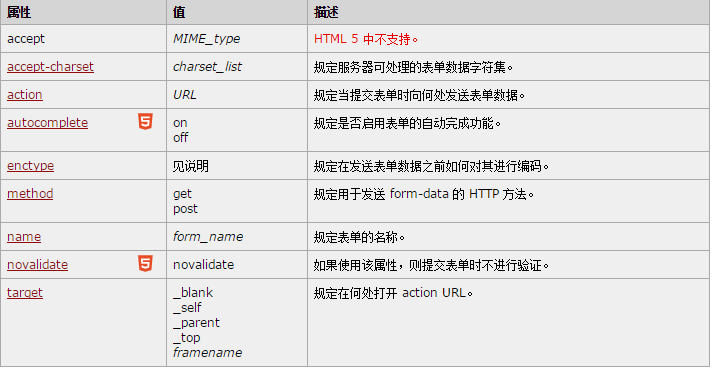 属性 值 描述
accept MIME_type HTML 5 中不支持。
accept-charset charset_list 规定服务器可处理的表单数据字符集。
action URL 规定当提交表单时向何处发送表单数据。
autocomplete 5 on 规定是否启用表单的自动完成功能。
off
enctype 见说明 规定在发送表单数据之前如何对其进行编码。
method get 规定用于发送 form-data 的 HTTP 方法。
post
name form_name 规定表单的名称。
novalidate 5 novalidate 如果使用该属性，则提交表单时不进行验证。
target _blank 规定在何处打开 action URL。
_self
_parent
_top
framename